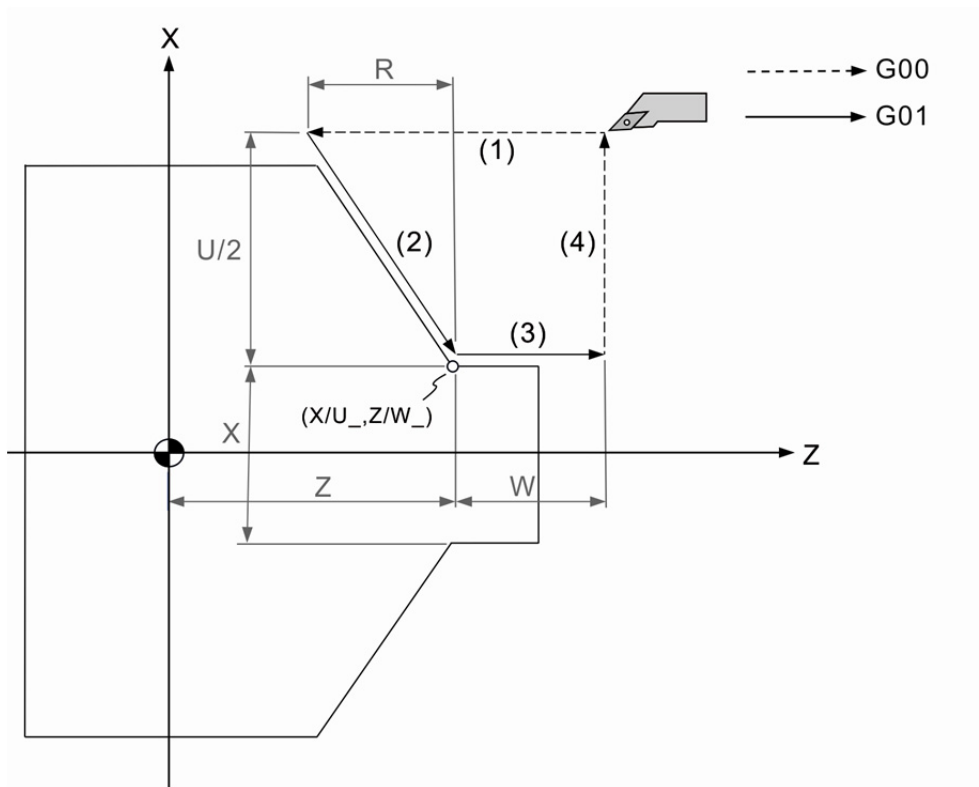 X
R
G00
G01
(1)
U/2
(2)
(4)
(3)
(X/U_,Z/W_)
X
Z
Z
W